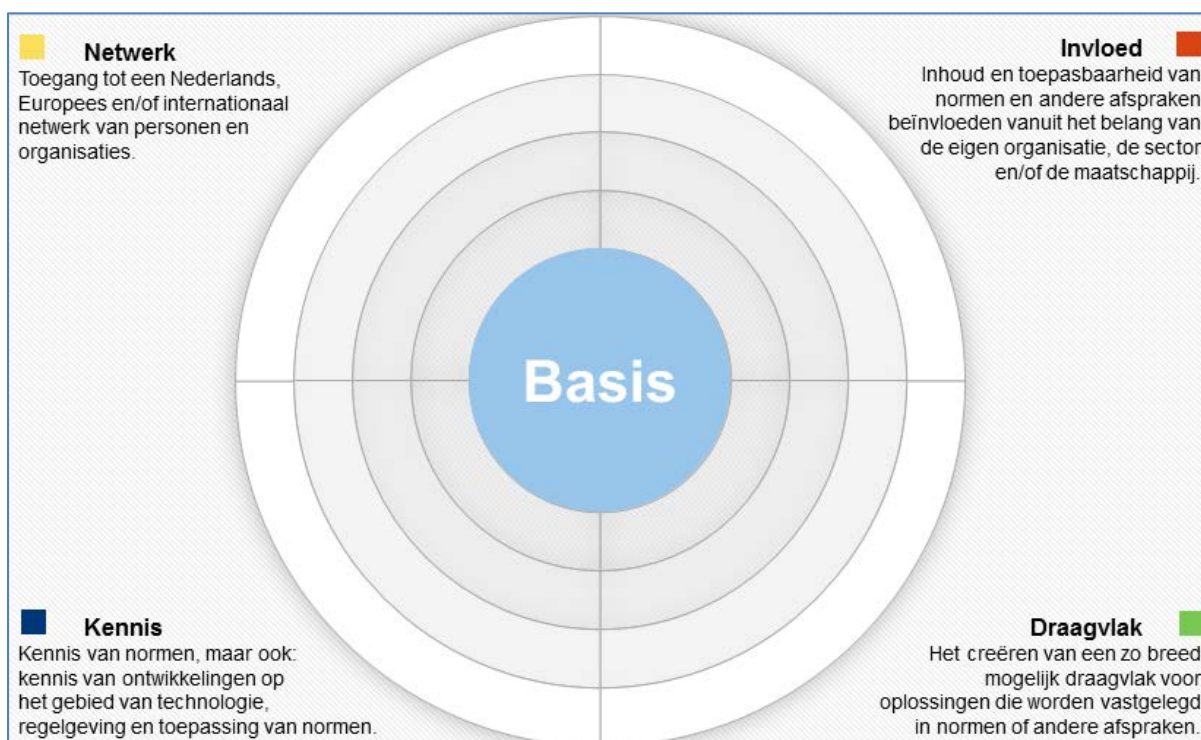 Netwerk
Toegang tot een Nederlands,
Europees en/of internationaal
netwerk van personen en
organisaties.
Invloed
Inhoud en toepasbaarheid van
normen en andere afspraken
beïnvloeden vanuit het belang van
de eigen organisatie, de sector
en/of de maatschappij.
Basis
Kennis
Kennis van normen, maar ook:
kennis van ontwikkelingen op
het gebied van technologie,
regelgeving en toepassing van normen.
Draagvlak
Het creëren van een zo breed
mogelijk draagvlak voor
oplossingen die worden vastgelegd
in normen of andere afspraken.